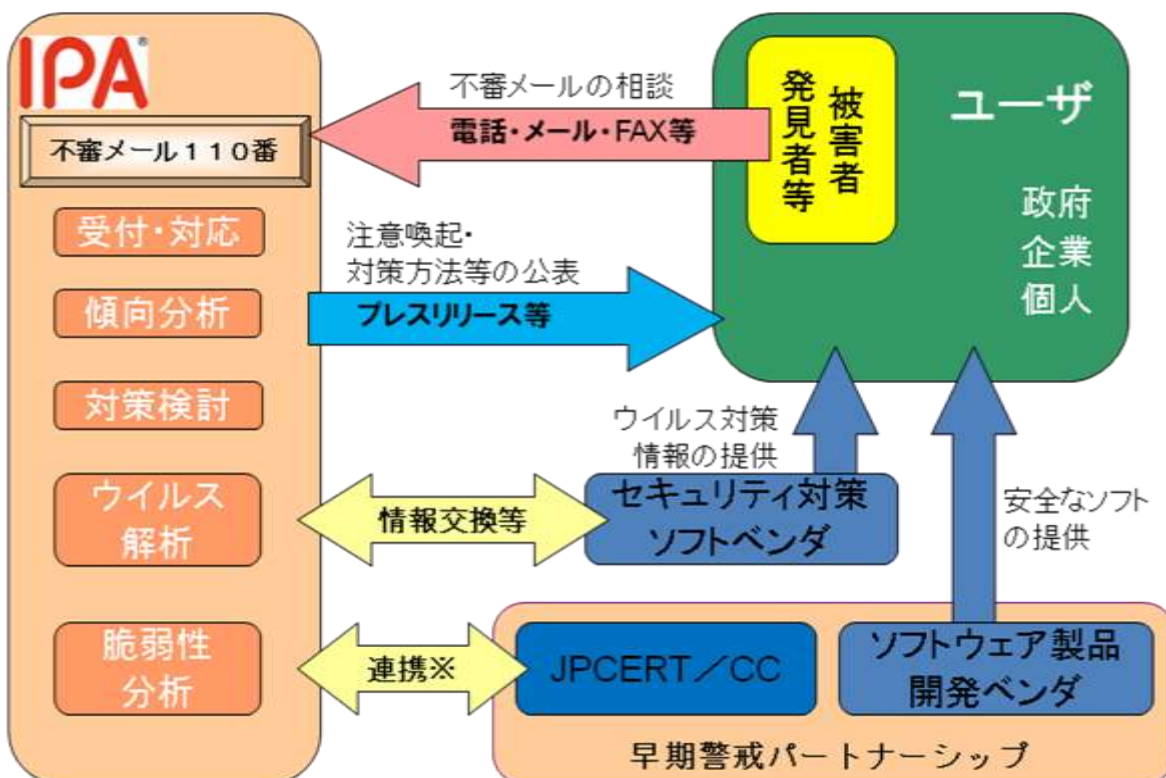 IPA®
不審メール１１０番
受付・対応
傾向分析
対策検討
ウイルス
解析
脆弱性
分析
不審メールの相談
電話・メール・FAX等
注意喚起・
対策方法等の公表
プレスリリース等
被害者
発見者等
ユーザ
政府
企業
個人
ウイルス対策
情報の提供
安全なソフト
の提供
情報交換等
セキュリティ対策
ソフトベンダ
連携※
JPCERT／CC
ソフトウェア製品
開発ベンダ
早期警戒パートナーシップ